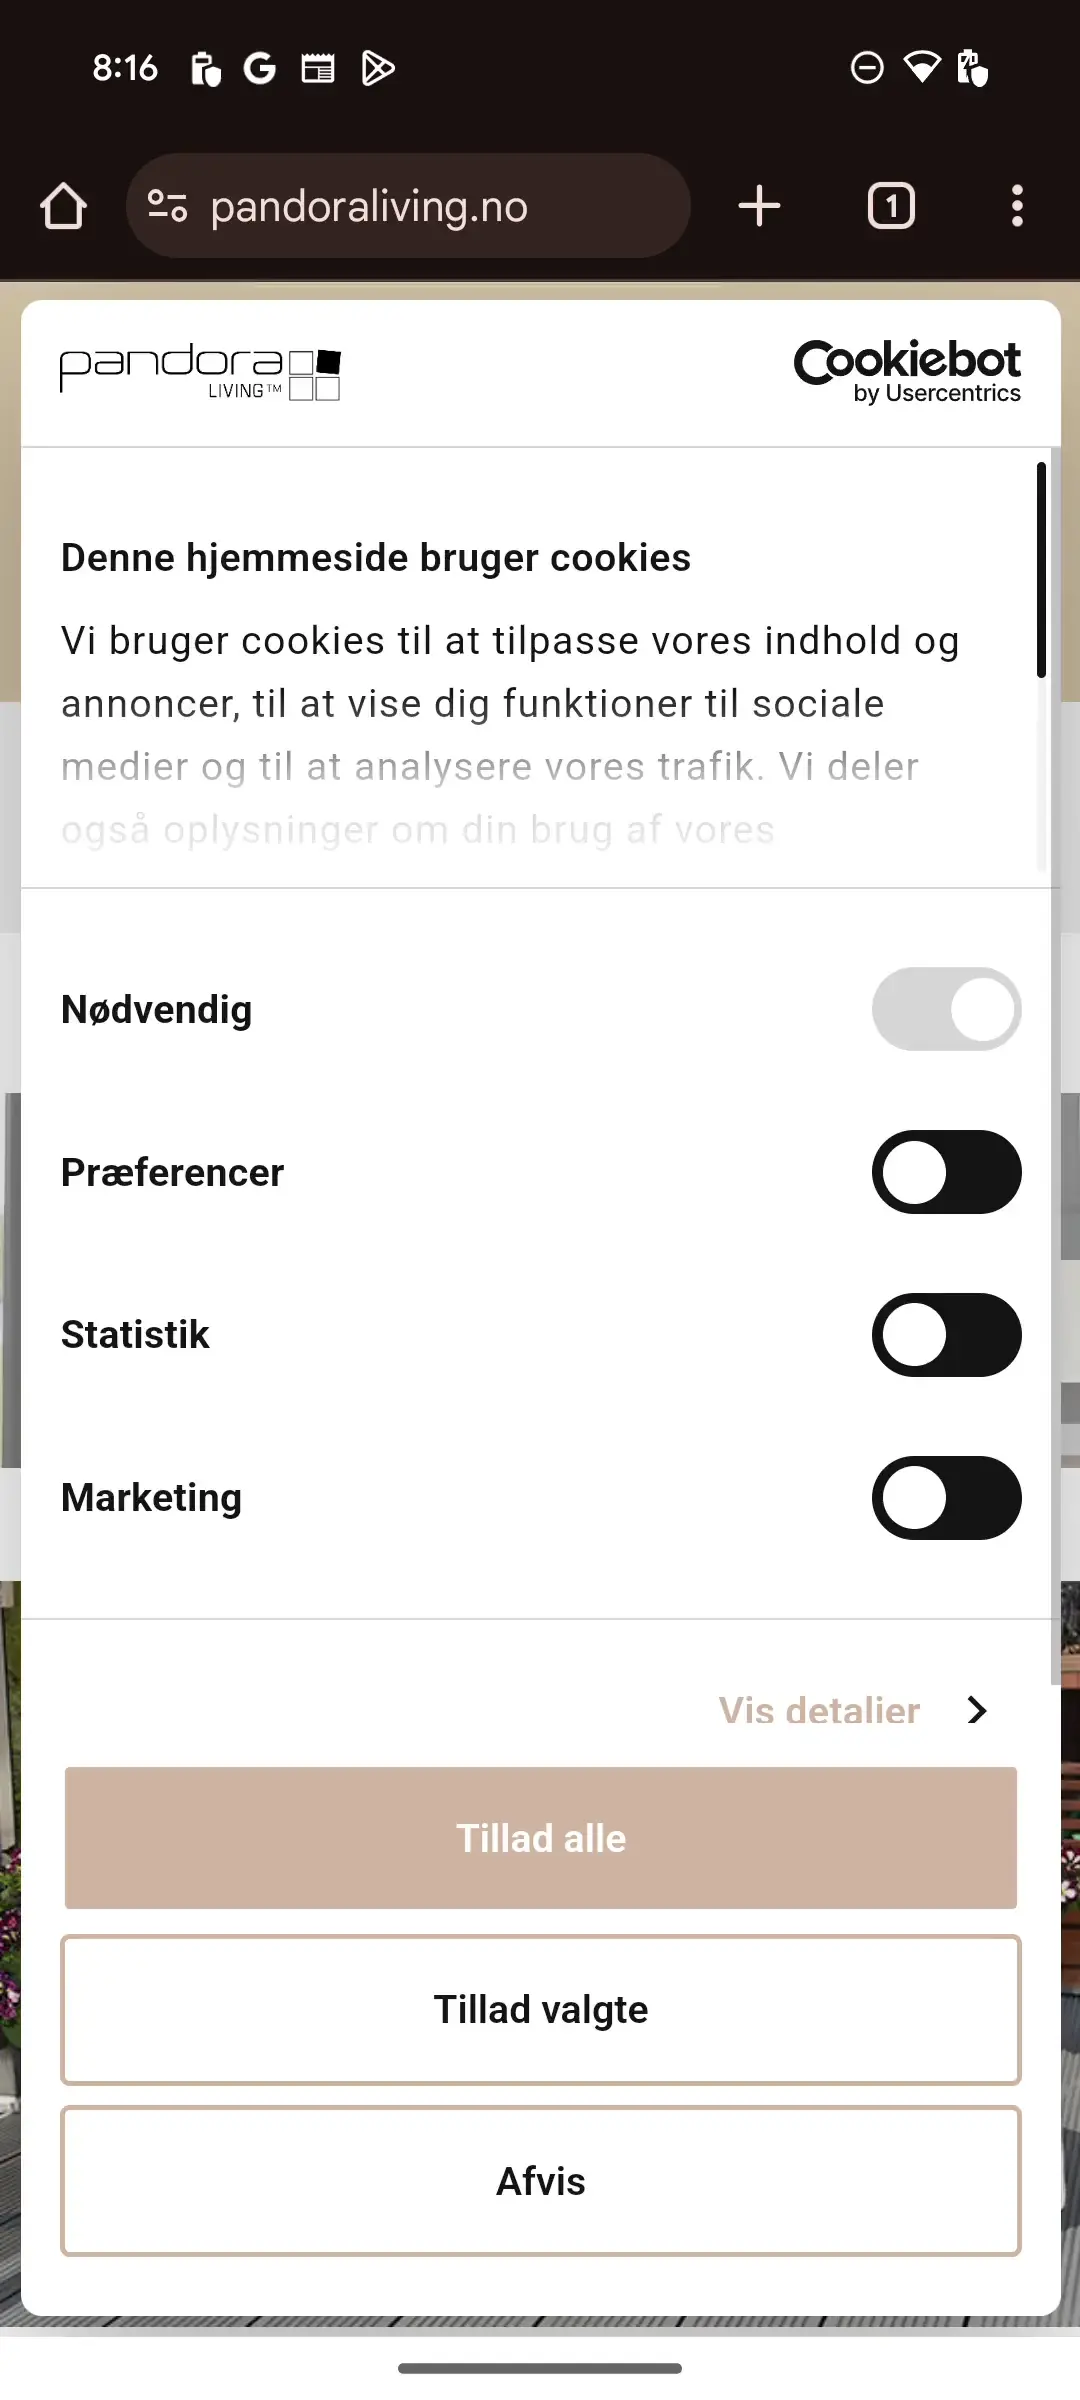 8:16
pandoraliving.no
1
pandora
LIVING™
Cookiebot
by Usercentrics
Denne hjemmeside bruger cookies
Vi bruger cookies til at tilpasse vores indhold og
annoncer, til at vise dig funktioner til sociale
medier og til at analysere vores trafik. Vi deler
også oplysninger om din brug af vores
Nødvendig
Præferencer
Statistik
Marketing
Vis detalier
Tillad alle
Tillad valgte
Afvis